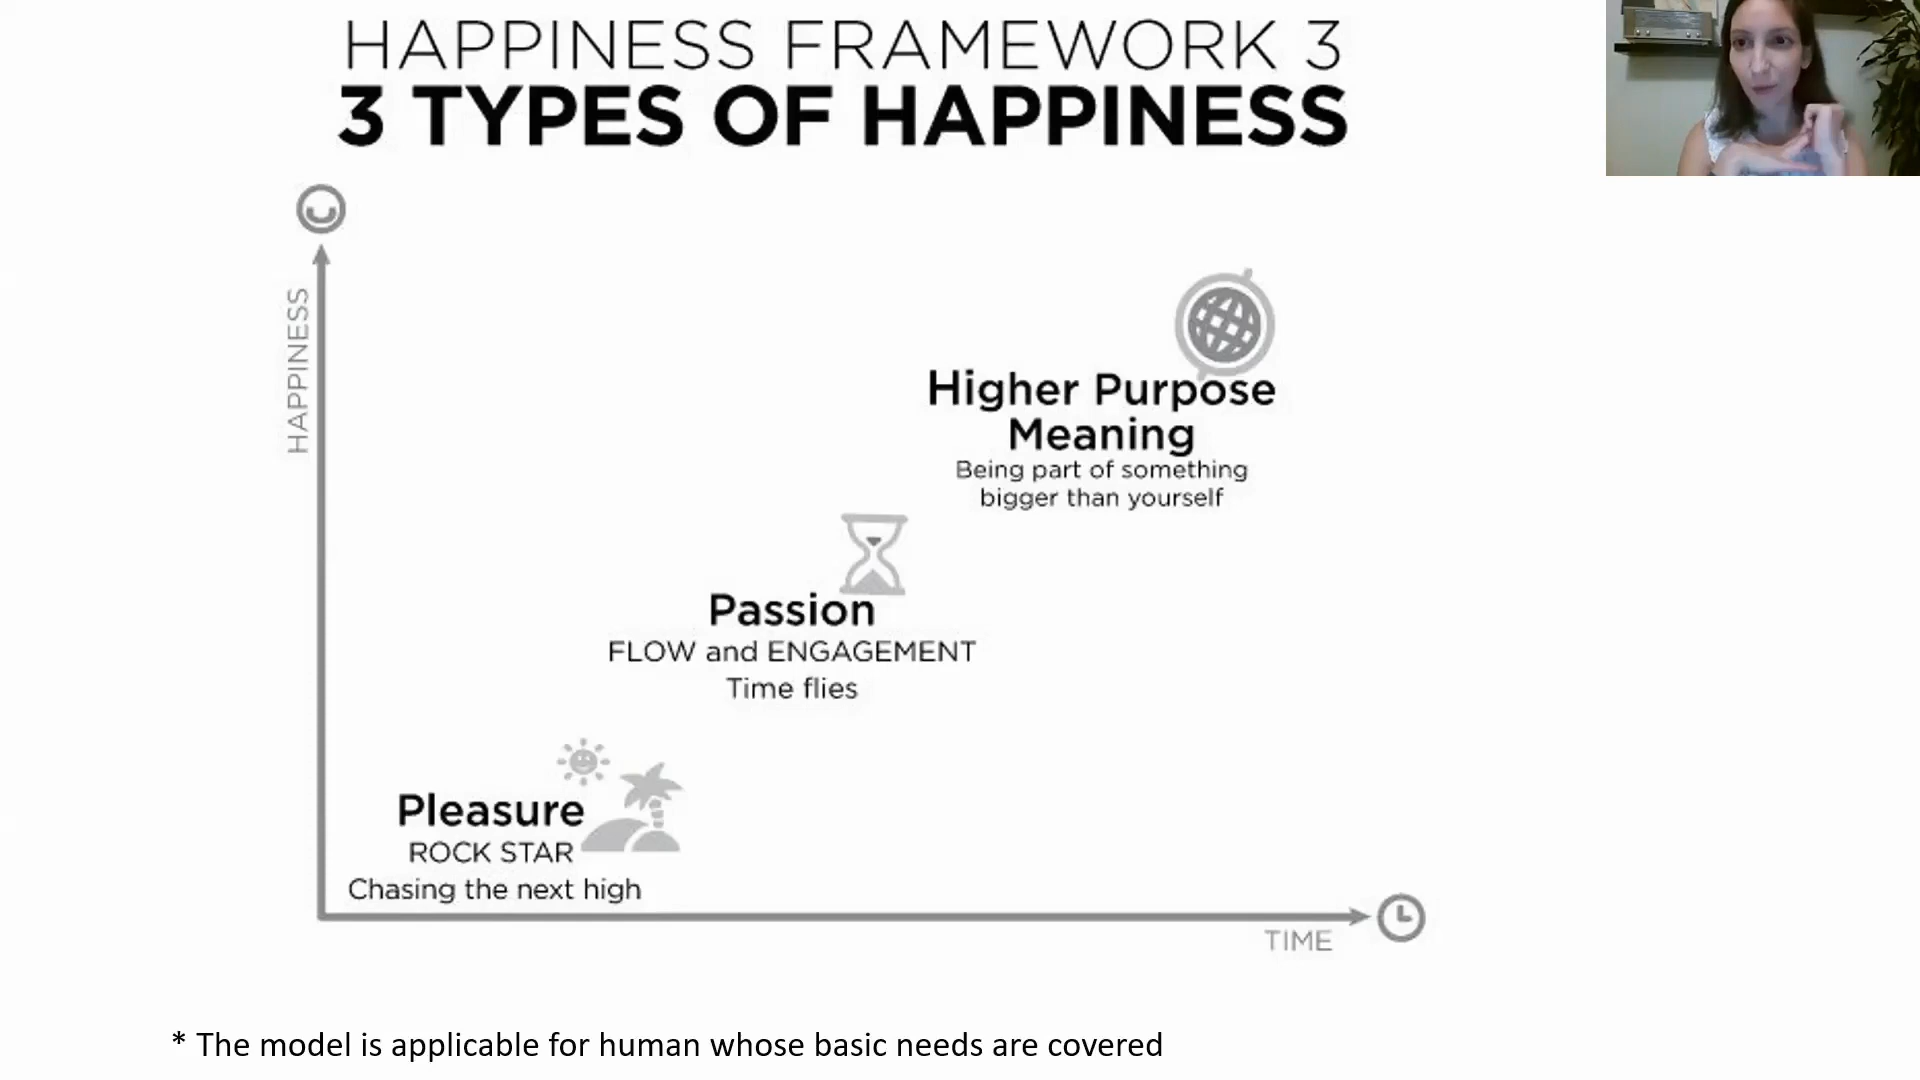 HAPPINESS FRAMEWORK 3
3 TYPES OF HAPPINESS
HAPPINESS
Higher Purpose
Meaning
Being part of something
bigger than yourself
Passion
FLOW and ENGAGEMENT
Time flies
Pleasure
ROCK STAR
Chasing the next high
TIME
* The model is applicable for human whose basic needs are covered